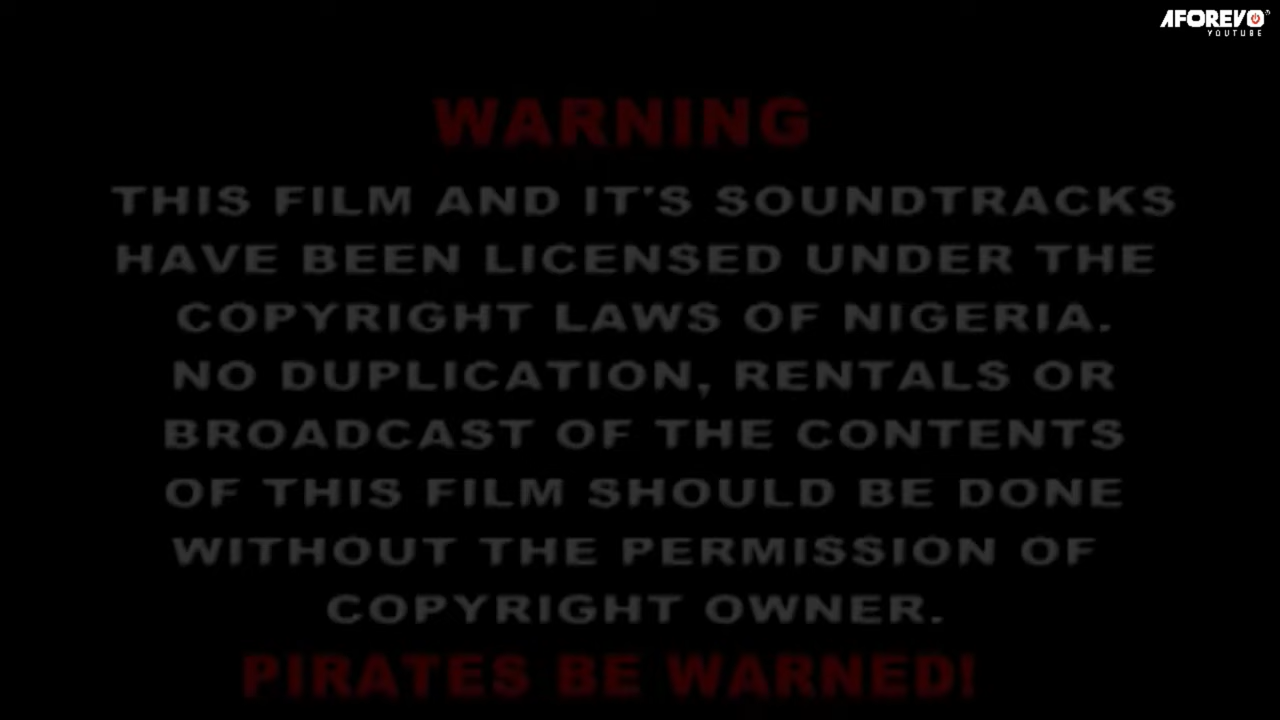 AFOREVO
YOUTUBE
WARNING
THIS FILM AND IT'S SOUNDTRACKS
HAVE BEEN LICENSED UNDER THE
COPYRIGHT LAWS OF NIGERIA.
NO DUPLICATION, RENTALS OR
BROADCAST OF THE CONTENTS
OF THIS FILM SHOULD BE DONE
WITHOUT THE PERMISSION OF
COPYRIGHT OWNER.
PIRATES BE WARNED!